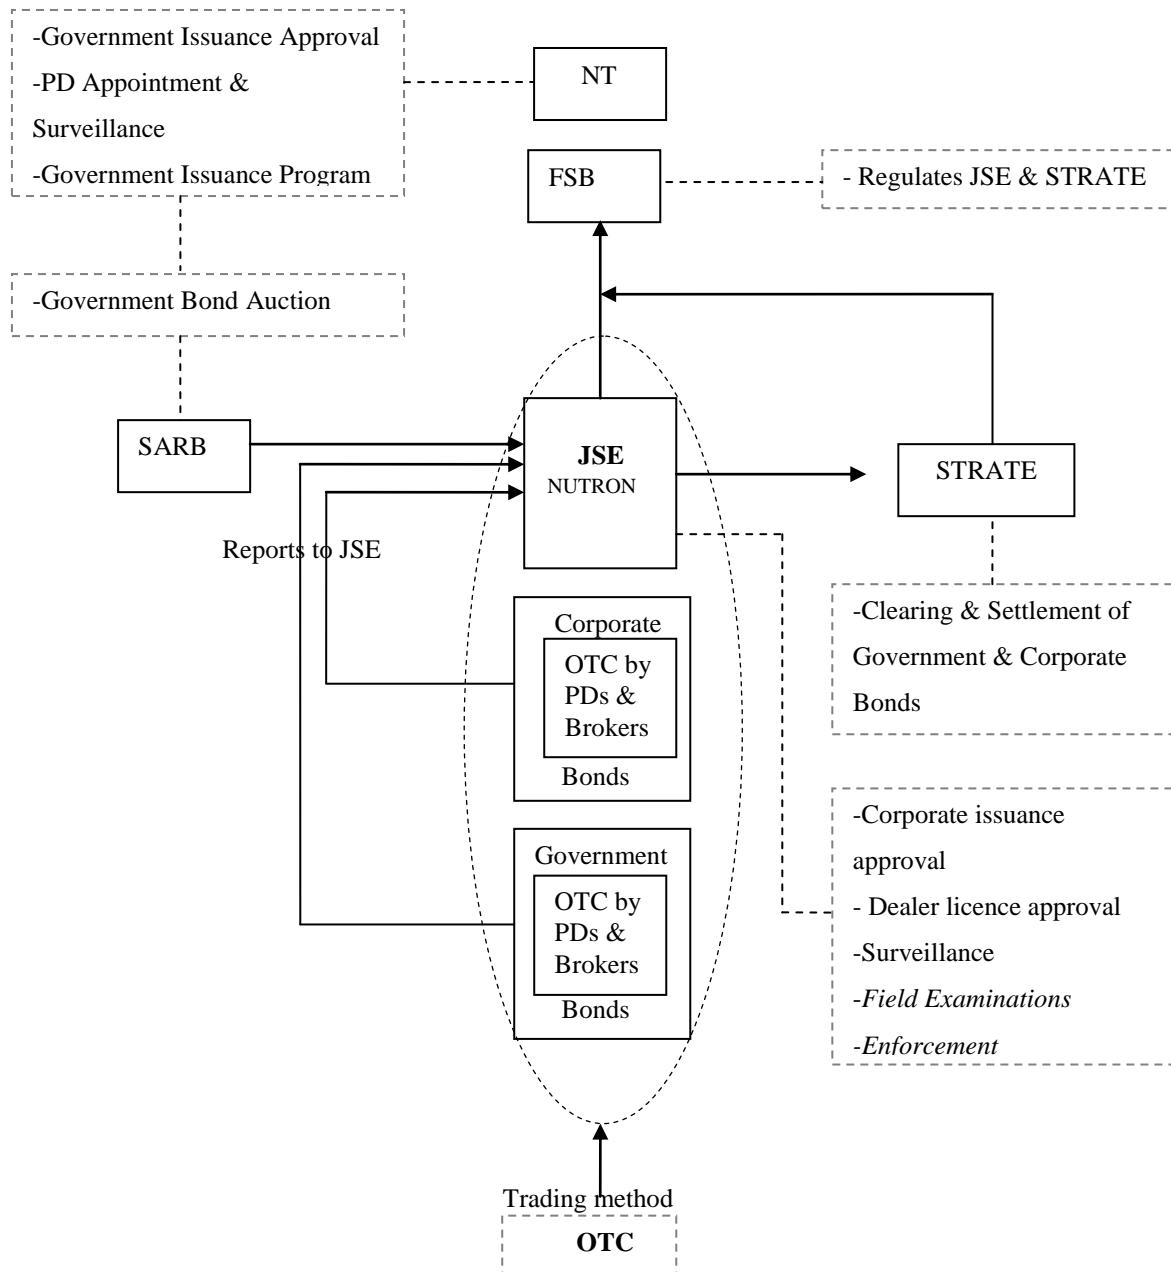 -Government Issuance Approval
-PD Appointment &
Surveillance
-Government Issuance Program
NT
FSB
- Regulates JSE & STRATE
-Government Bond Auction
SARB
JSE
NUTRON
STRATE
Reports to JSE
-Clearing & Settlement of
Government & Corporate
Bonds
Corporate
OTC by
PDs &
Brokers
Bonds
-Corporate issuance
approval
- Dealer licence approval
-Surveillance
-Field Examinations
-Enforcement
Government
OTC by
PDs &
Brokers
Bonds
Trading method
OTC